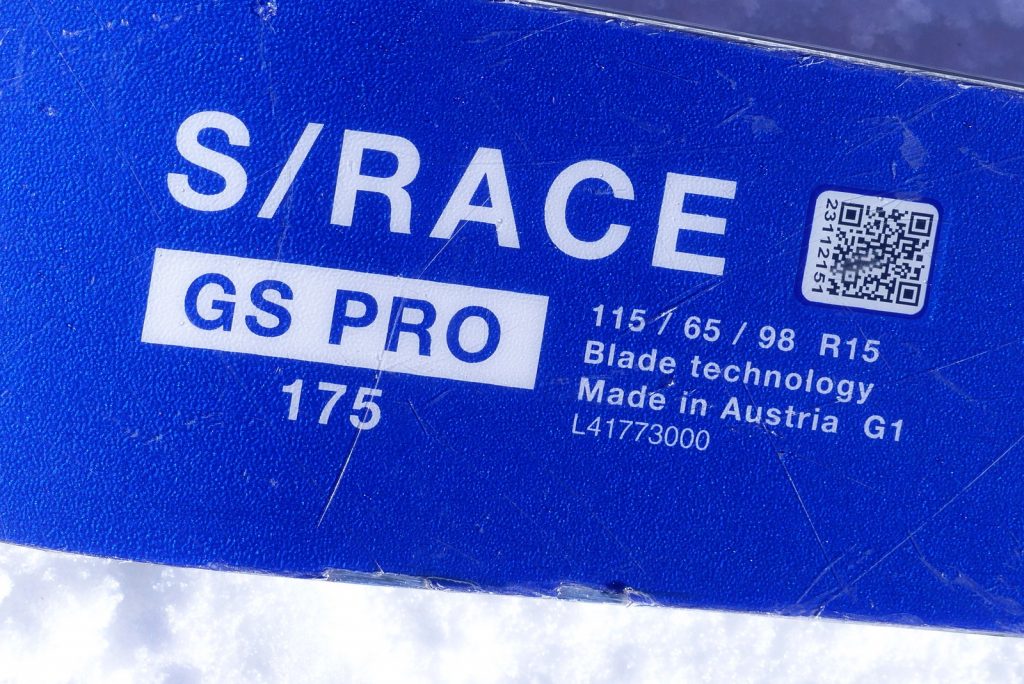 S/RACE
GS PRO
175
115 / 65 / 98 R15
Blade technology
Made in Austria G1
L41773000
23112151